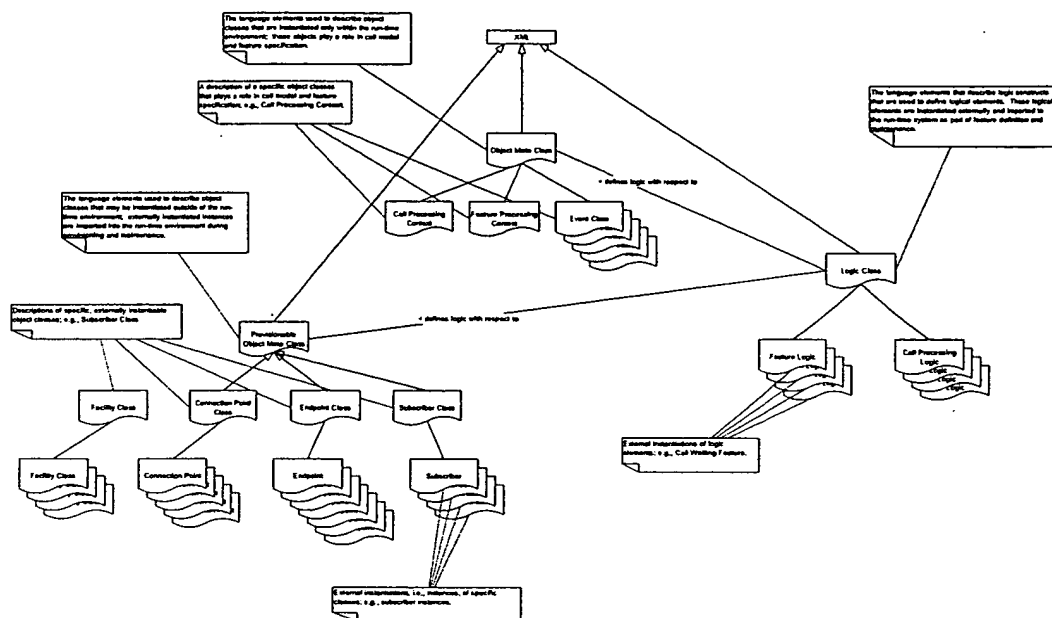 The language elements used to describe object
classes that are instantiated only within the run-time
environment; these objects play a role in call model
and feature specification.
XML
A description of a specific object classes
that plays a role in call model and feature
specification; e.g., Call Processing Context.
The language elements that describe logic constructs
that are used to define logical elements. These logical
elements are instantiated externally and imported to
the run-time system as part of feature definition and
maintenance.
Object Meta Class
< defines logic with respect to
The language elements used to describe object
classes that may be instantiated outside of the run-
time environment; externally instantiated instances
are imported into the run-time environment during
provisioning and maintenance.
Call Processing
Context
Feature Processing
Context
Event Class
Logic Class
Descriptions of specific, externally instantiable
object classes; e.g., Subscriber Class
< defines logic with respect to
Provisionable
Object Meta Class
Feature Logic
Call Processing
Logic
Logic
Logic
Logic
Facility Class
Connection Point
Class
Endpoint Class
Subscriber Class
External instantiations of logic
elements; e.g., Call Waiting Feature.
Facility Class
Connection Point
Endpoint
Subscriber
External instantiations, i.e., instances, of specific
classes; e.g., subscriber instances.